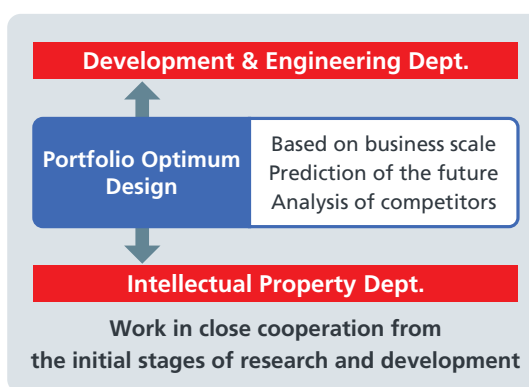 Development & Engineering Dept.
Portfolio Optimum
Design
Based on business scale
Prediction of the future
Analysis of competitors
Intellectual Property Dept.
Work in close cooperation from
the initial stages of research and development